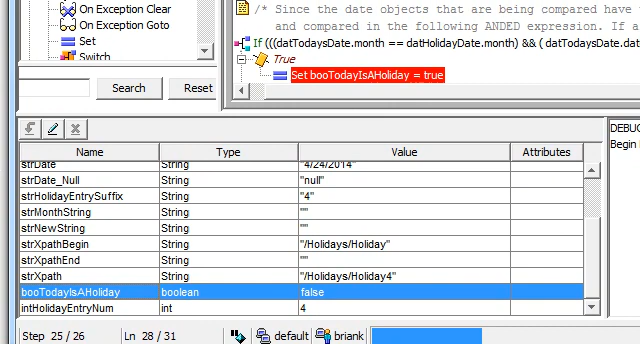 On Exception Clear
On Exception Goto
Set
Switch
Search
Reset
/* Since the date objects that are being compared have
and compared in the following ANDED expression. If a
If (((datTodaysDate.month == datHolidayDate.month) && ( datTodaysDate.dat
True
Set booTodayIsAHoliday = true
Name Type Value Attributes
strDate String "4/24/2014"
strDate_Null String "null"
strHolidayEntrySuffix String "4"
strMonthString String ""
strNewString String ""
strXpathBegin String "/Holidays/Holiday"
strXpathEnd String ""
strXpath String "/Holidays/Holiday4"
booTodayIsAHoliday boolean false
intHolidayEntryNum int 4
DEBUG
Begin
Step 25 / 26 Ln 28 / 31 default briank